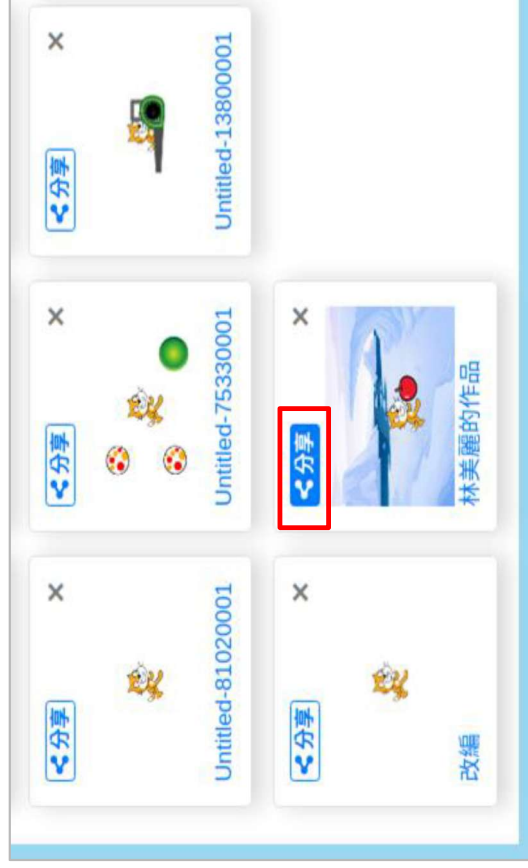 分享 ×
Untitled-81020001
分享 ×
Untitled-75330001
分享 ×
Untitled-13800001
分享 ×
改編
分享 ×
林美麗的作品